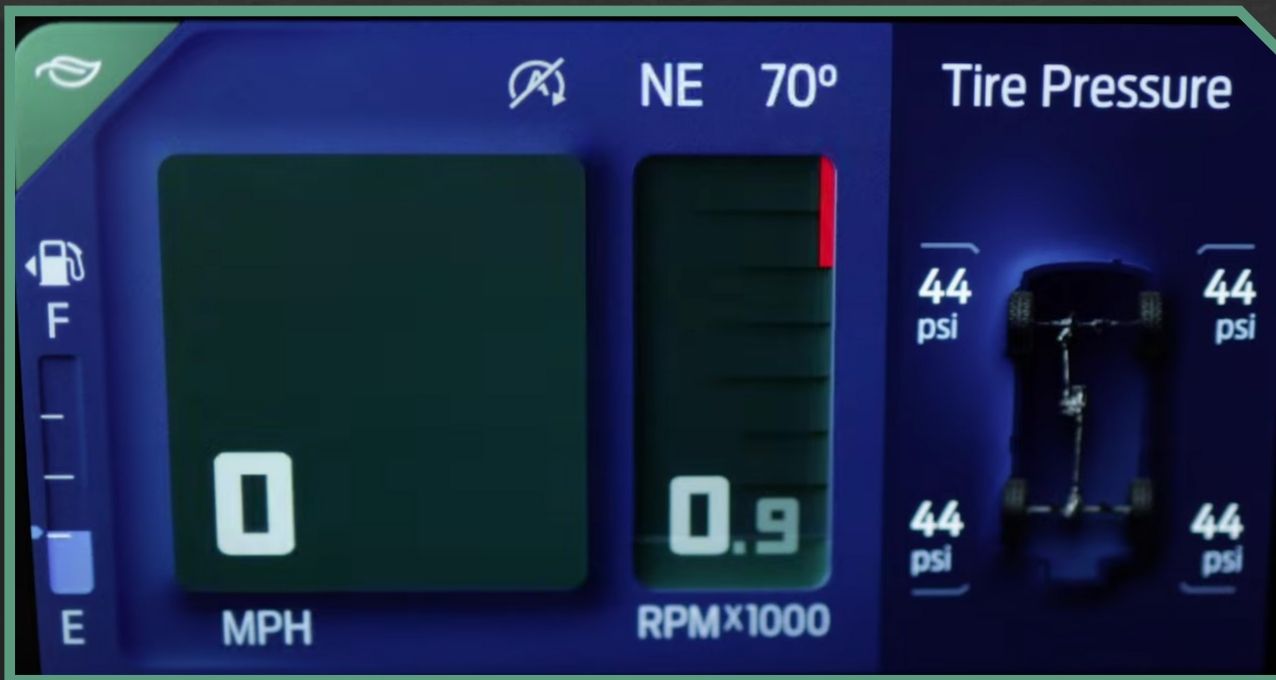 NE 70º
Tire Pressure
F
E
0
MPH
0.9
RPMx1000
44
psi
44
psi
44
psi
44
psi